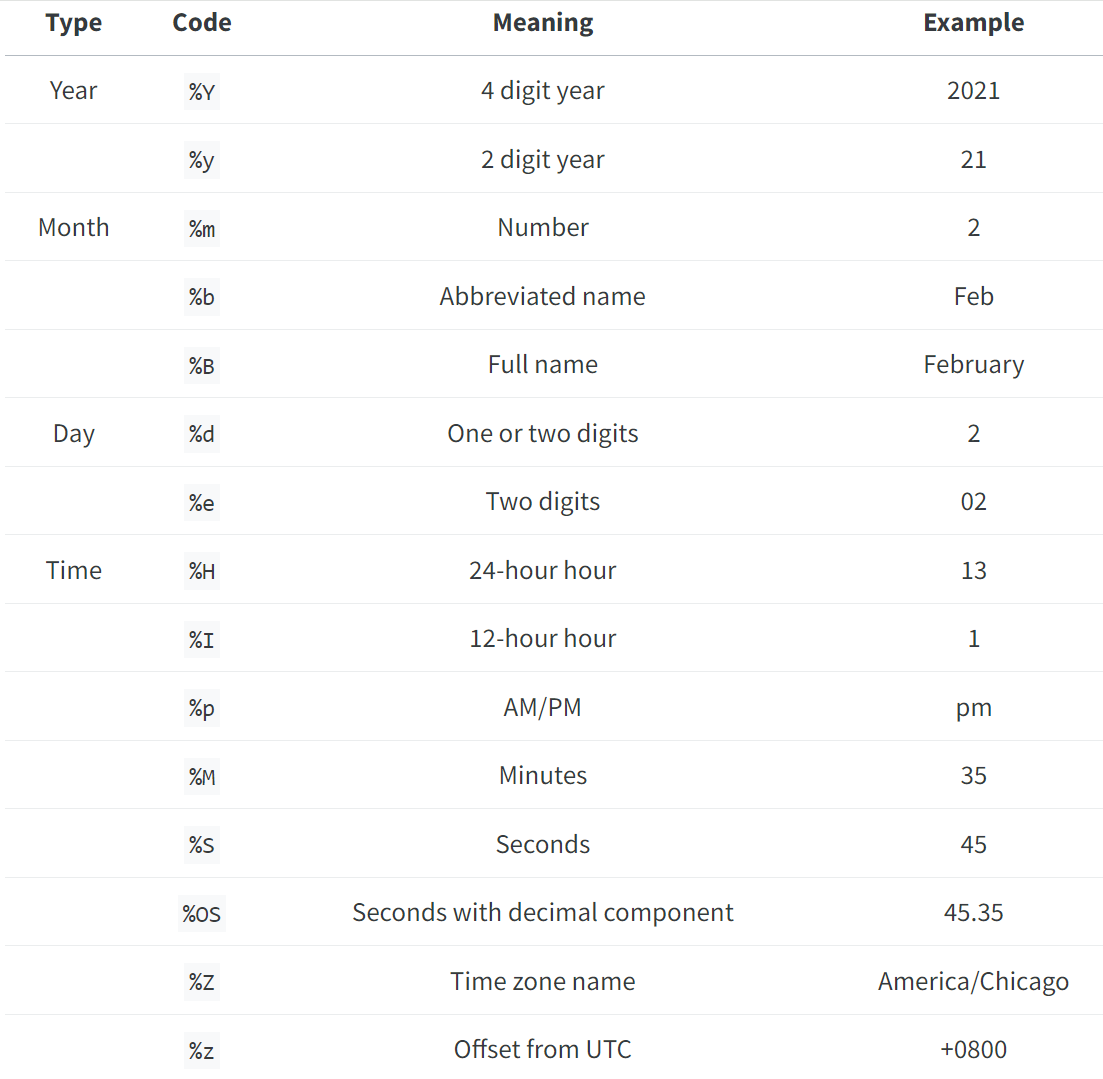 Type Code Meaning Example
Year %Y 4 digit year 2021
%y 2 digit year 21
Month %m Number 2
%b Abbreviated name Feb
%B Full name February
Day %d One or two digits 2
%e Two digits 02
Time %H 24-hour hour 13
%I 12-hour hour 1
%p AM/PM pm
%M Minutes 35
%S Seconds 45
%OS Seconds with decimal component 45.35
%Z Time zone name America/Chicago
%z Offset from UTC +0800